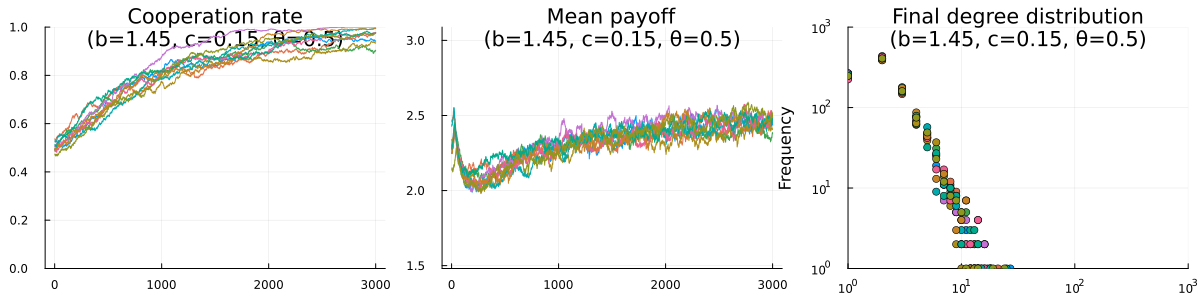 Cooperation rate
(b=1.45, c=0.15, θ=0.5)
1.0
0.8
0.6
0.4
0.2
0.0
0 1000 2000 3000
Mean payoff
(b=1.45, c=0.15, θ=0.5)
3.0
2.5
2.0
1.5
0 1000 2000 3000
Final degree distribution
(b=1.45, c=0.15, θ=0.5)
Frequency
10³
10²
10¹
10⁰
10⁰ 10¹ 10² 10³